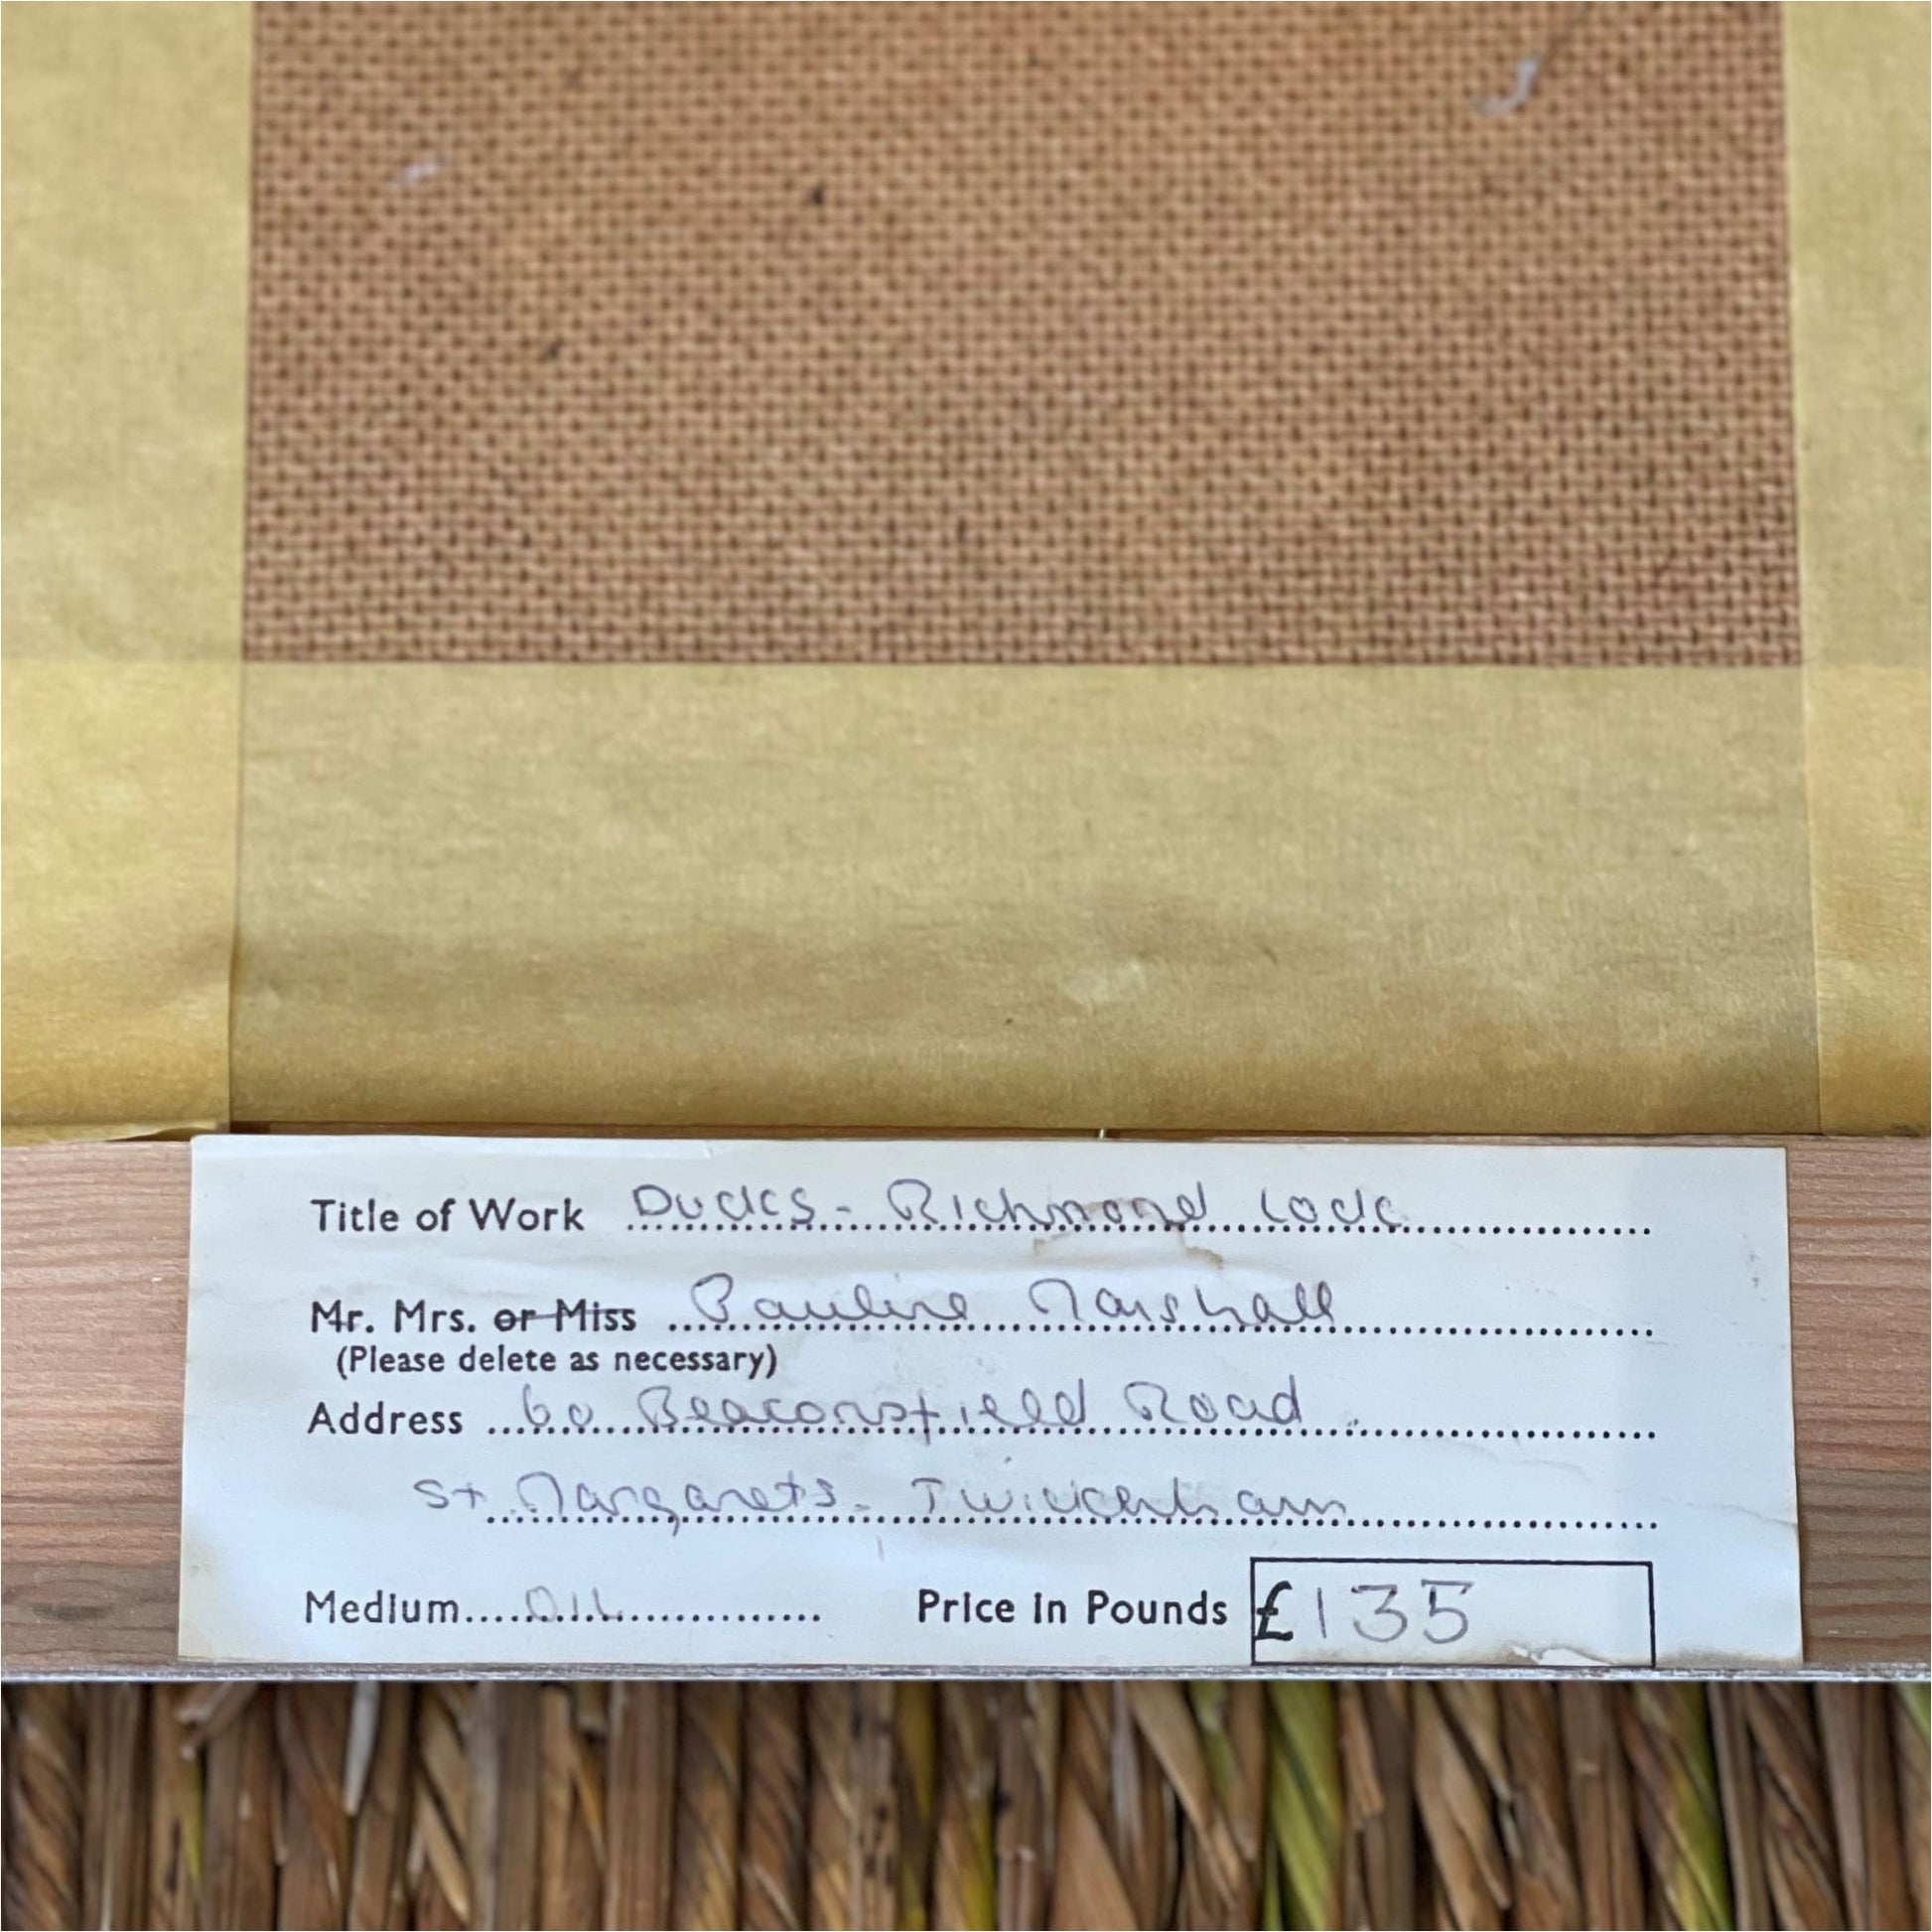 Title of Work Ducks - Richmond Lock
Mr. Mrs. or Miss Pauline Marshall
(Please delete as necessary)
Address 60 Beaconsfield Road
St Margarets - Twickenham
Medium OIL Price in Pounds £135